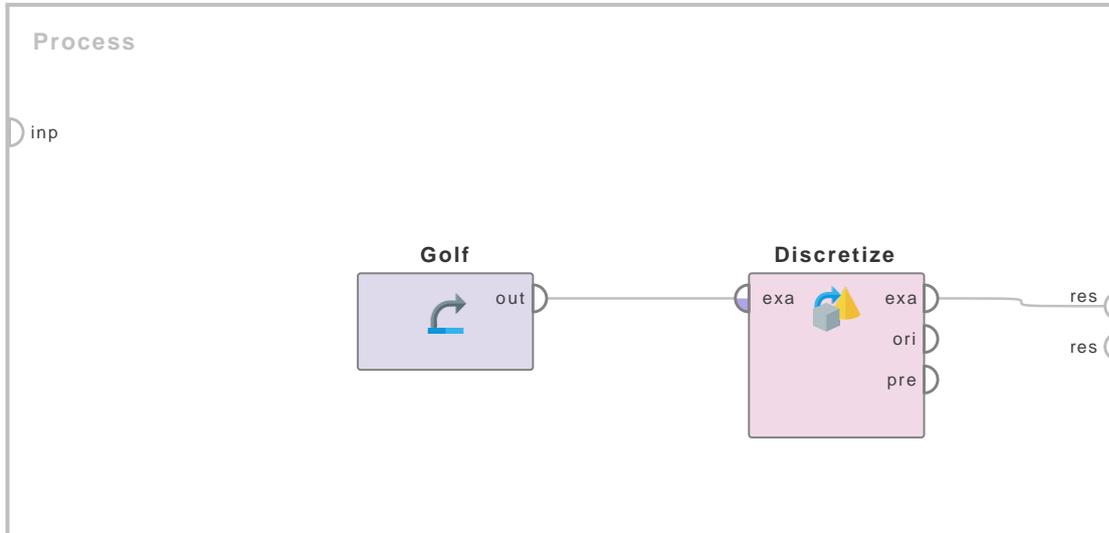 Process
inp
Golf
out
Discretize
exa
exa
ori
pre
res
res